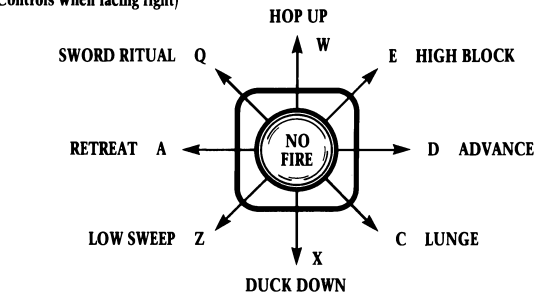 Controls when facing right)
HOP UP
W
SWORD RITUAL Q
E HIGH BLOCK
RETREAT A
NO
FIRE
D ADVANCE
LOW SWEEP Z
C LUNGE
X
DUCK DOWN